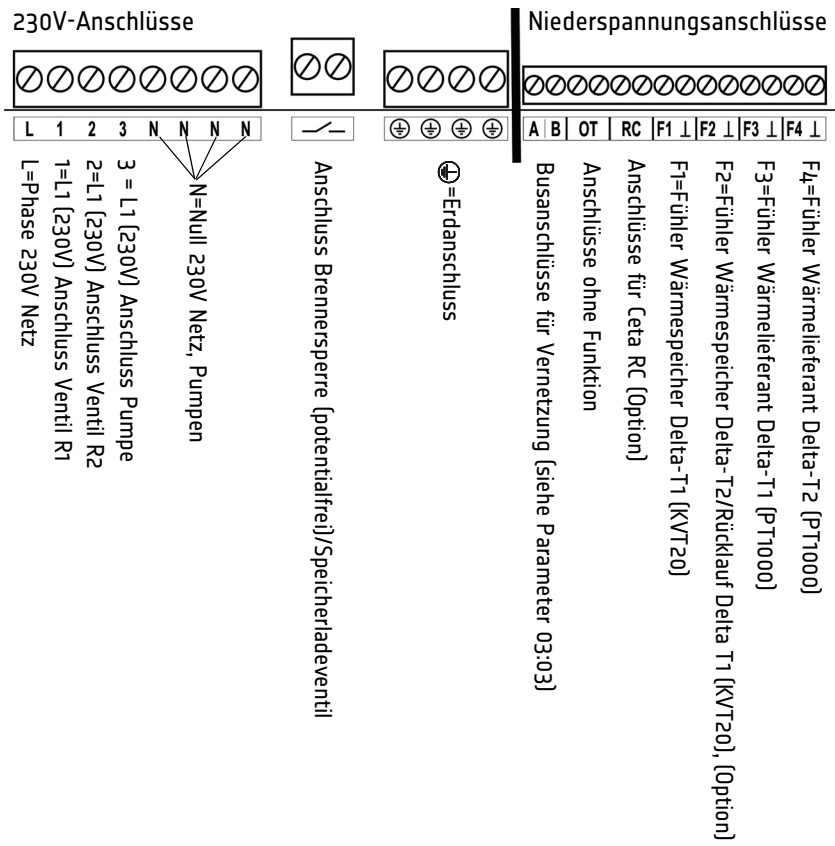 230V-Anschlüsse
Niederspannungsanschlüsse
L 1 2 3 N N N N
A B OT RC F1 ⊥ F2 ⊥ F3 ⊥ F4 ⊥
L=Phase 230V Netz
1=L1 (230V) Anschluss Ventil R1
2=L1 (230V) Anschluss Ventil R2
3 = L1 (230V) Anschluss Pumpe
N=Null 230V Netz, Pumpen
Anschluss Brennersperre (potentialfrei)/Speicherladeventil
=Erdanschluss
Busanschlüsse für Vernetzung (siehe Parameter 03:03)
Anschlüsse ohne Funktion
Anschlüsse für Ceta RC (Option)
F1=Fühler Wärmespeicher Delta-T1 (KVT20)
F2=Fühler Wärmespeicher Delta-T2/Rücklauf Delta T1 (KVT20), (Option)
F3=Fühler Wärmelieferant Delta-T1 (PT1000)
F4=Fühler Wärmelieferant Delta-T2 (PT1000)